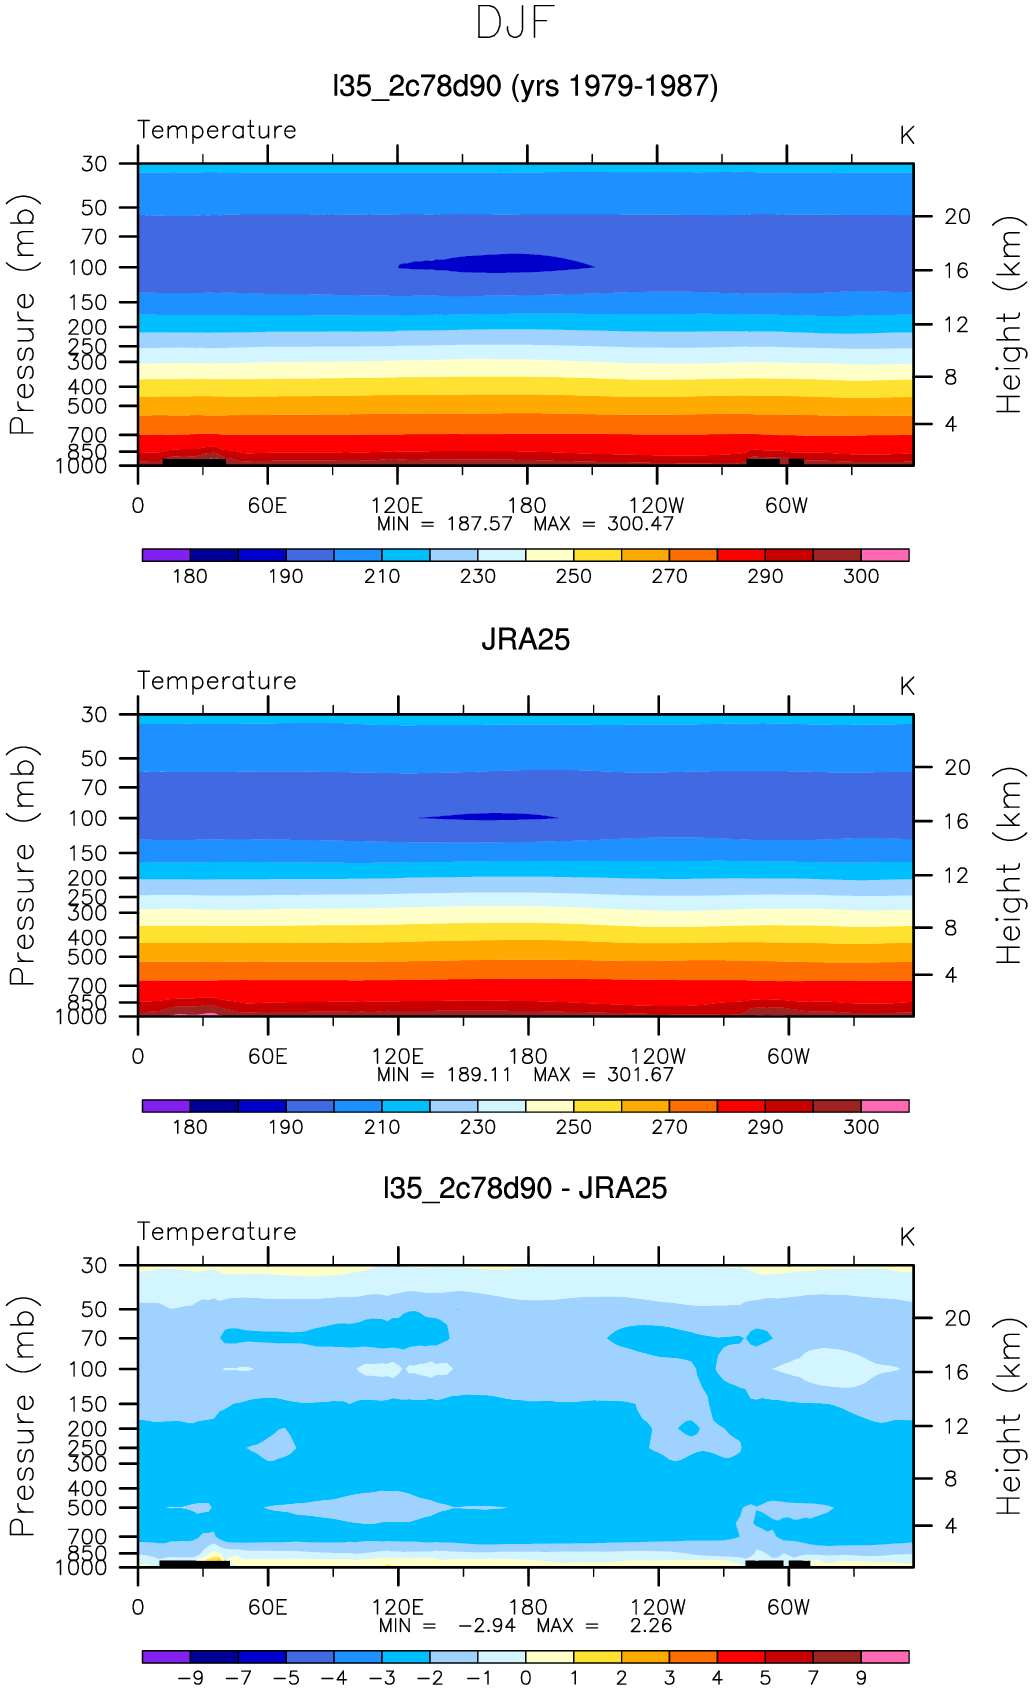 DJF
l35_2c78d90 (yrs 1979-1987)
Temperature K
30
50
70
100
150
200
250
300
400
500
700
850
1000
Pressure (mb)
20
16
12
8
4
Height (km)
0 60E 120E 180 120W 60W
MIN = 187.57 MAX = 300.47
180 190 210 230 250 270 290 300
JRA25
Temperature K
30
50
70
100
150
200
250
300
400
500
700
850
1000
Pressure (mb)
20
16
12
8
4
Height (km)
0 60E 120E 180 120W 60W
MIN = 189.11 MAX = 301.67
180 190 210 230 250 270 290 300
l35_2c78d90 - JRA25
Temperature K
30
50
70
100
150
200
250
300
400
500
700
850
1000
Pressure (mb)
20
16
12
8
4
Height (km)
0 60E 120E 180 120W 60W
MIN = -2.94 MAX = 2.26
-9 -7 -5 -4 -3 -2 -1 0 1 2 3 4 5 7 9